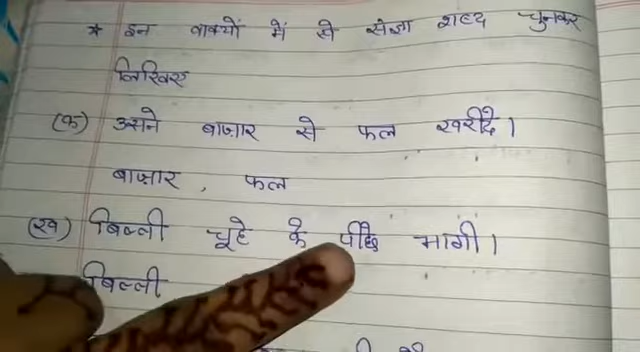 * इन वाक्यों में से संज्ञा शब्द चुनकर
लिखिए
(क) उसने बाज़ार से फल खरीदे।
बाज़ार, फल
(ख) बिल्ली चूहे के पीछे भागी।
बिल्ली